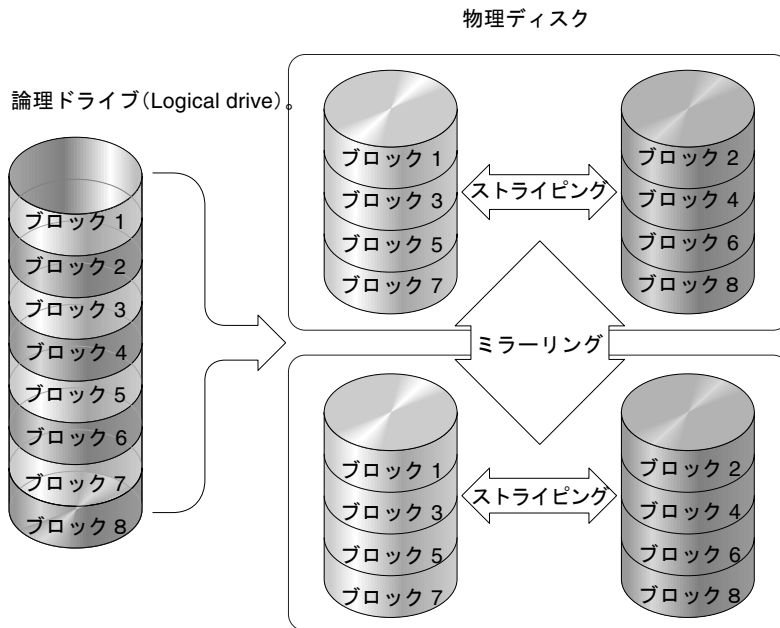 物理ディスク
論理ドライブ(Logical drive)。
ブロック 1
ブロック 2
ブロック 3
ブロック 4
ブロック 5
ブロック 6
ブロック 7
ブロック 8
ブロック 1
ブロック 3
ブロック 5
ブロック 7
ストライピング
ブロック 2
ブロック 4
ブロック 6
ブロック 8
ミラーリング
ブロック 1
ブロック 3
ブロック 5
ブロック 7
ストライピング
ブロック 2
ブロック 4
ブロック 6
ブロック 8